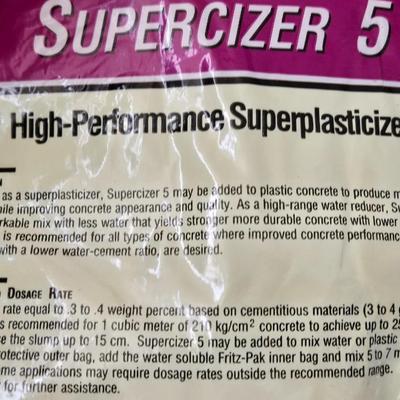 SUPERCIZER 5
High-Performance Superplasticize
as a superplasticizer, Supercizer 5 may be added to plastic concrete to produce m
ile improving concrete appearance and quality. As a high-range water reducer, Su
rkable mix with less water that yields stronger more durable concrete with lower
is recommended for all types of concrete where improved concrete performanc
with a lower water-cement ratio, are desired.
DOSAGE RATE
rate equal to .3 to .4 weight percent based on cementitious materials (3 to 4 g
s recommended for 1 cubic meter of 210 kg/cm² concrete to achieve up to 25
e the slump up to 15 cm. Supercizer 5 may be added to mix water or plastic
rotective outer bag, add the water soluble Fritz-Pak inner bag and mix 5 to 7 m
ome applications may require dosage rates outside the recommended range.
for further assistance.